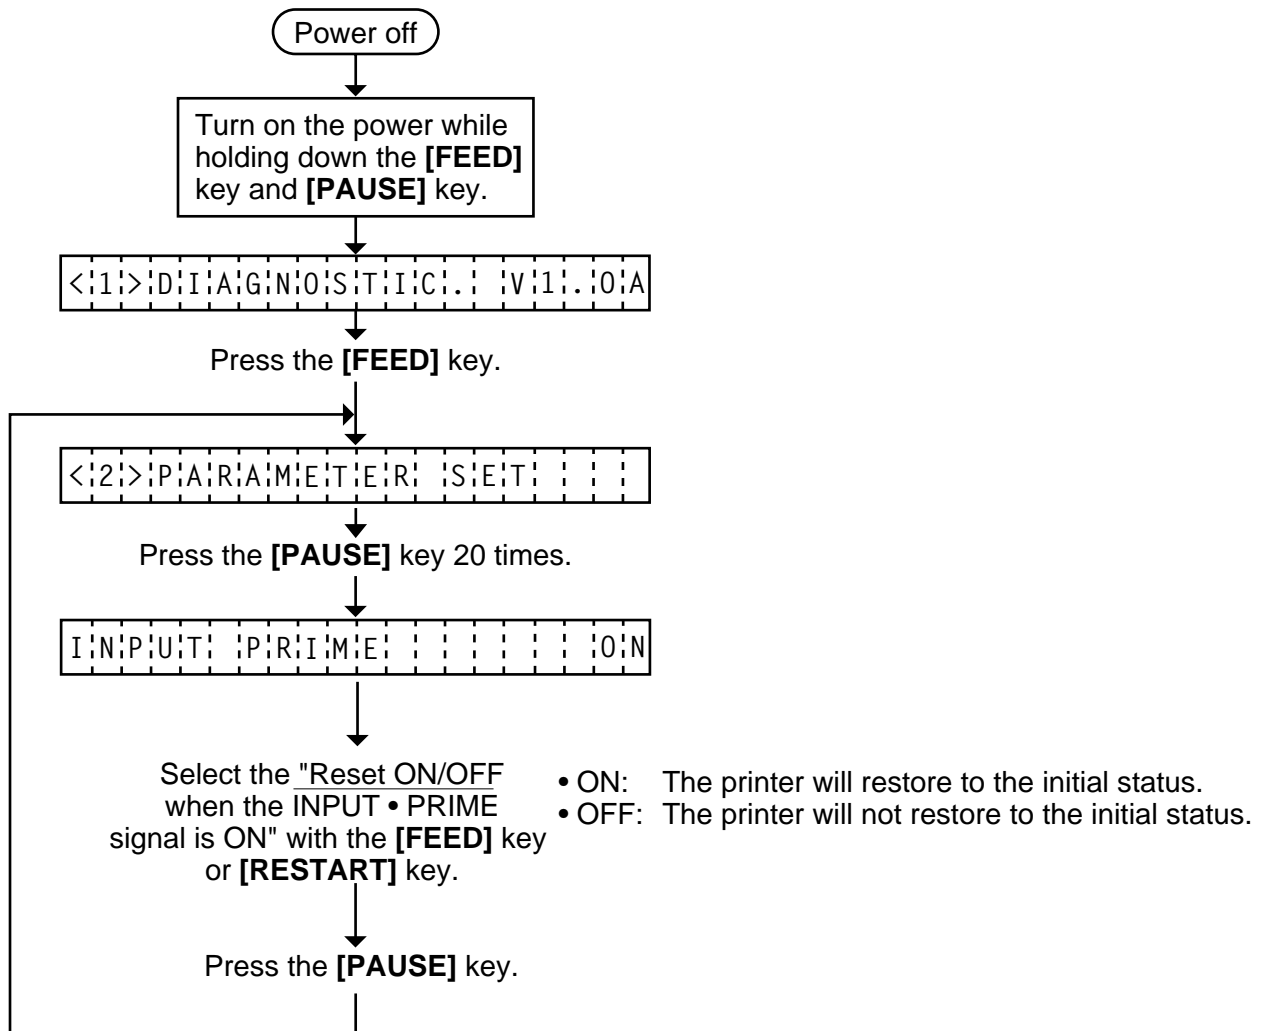 Power off
Turn on the power while
holding down the [FEED]
key and [PAUSE] key.
<1>DIAGNOSTIC. V1.0A
Press the [FEED] key.
<2>PARAMETER SET
Press the [PAUSE] key 20 times.
INPUT PRIME ON
Select the "Reset ON/OFF
when the INPUT • PRIME
signal is ON" with the [FEED] key
or [RESTART] key.
• ON: The printer will restore to the initial status.
• OFF: The printer will not restore to the initial status.
Press the [PAUSE] key.